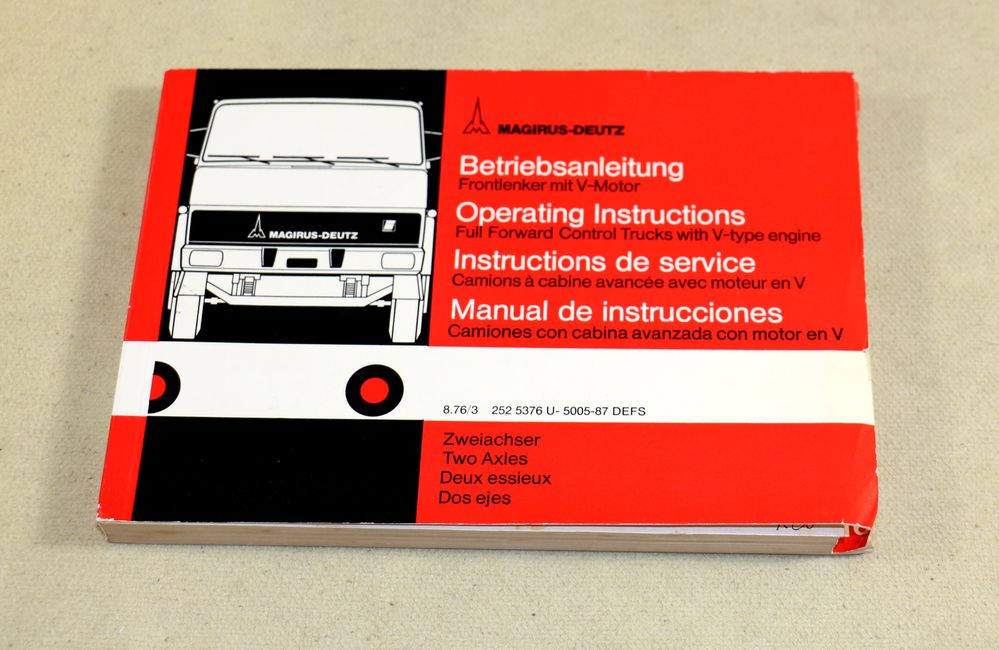 MAGIRUS-DEUTZ
Betriebsanleitung
Frontlenker mit V-Motor
Operating Instructions
Full Forward Control Trucks with V-type engine
Instructions de service
Camions à cabine avancée avec moteur en V
Manual de instrucciones
Camiones con cabina avanzada con motor en V
MAGIRUS-DEUTZ
8.76/3 252 5376 U- 5005-87 DEFS
Zweiachser
Two Axles
Deux essieux
Dos ejes